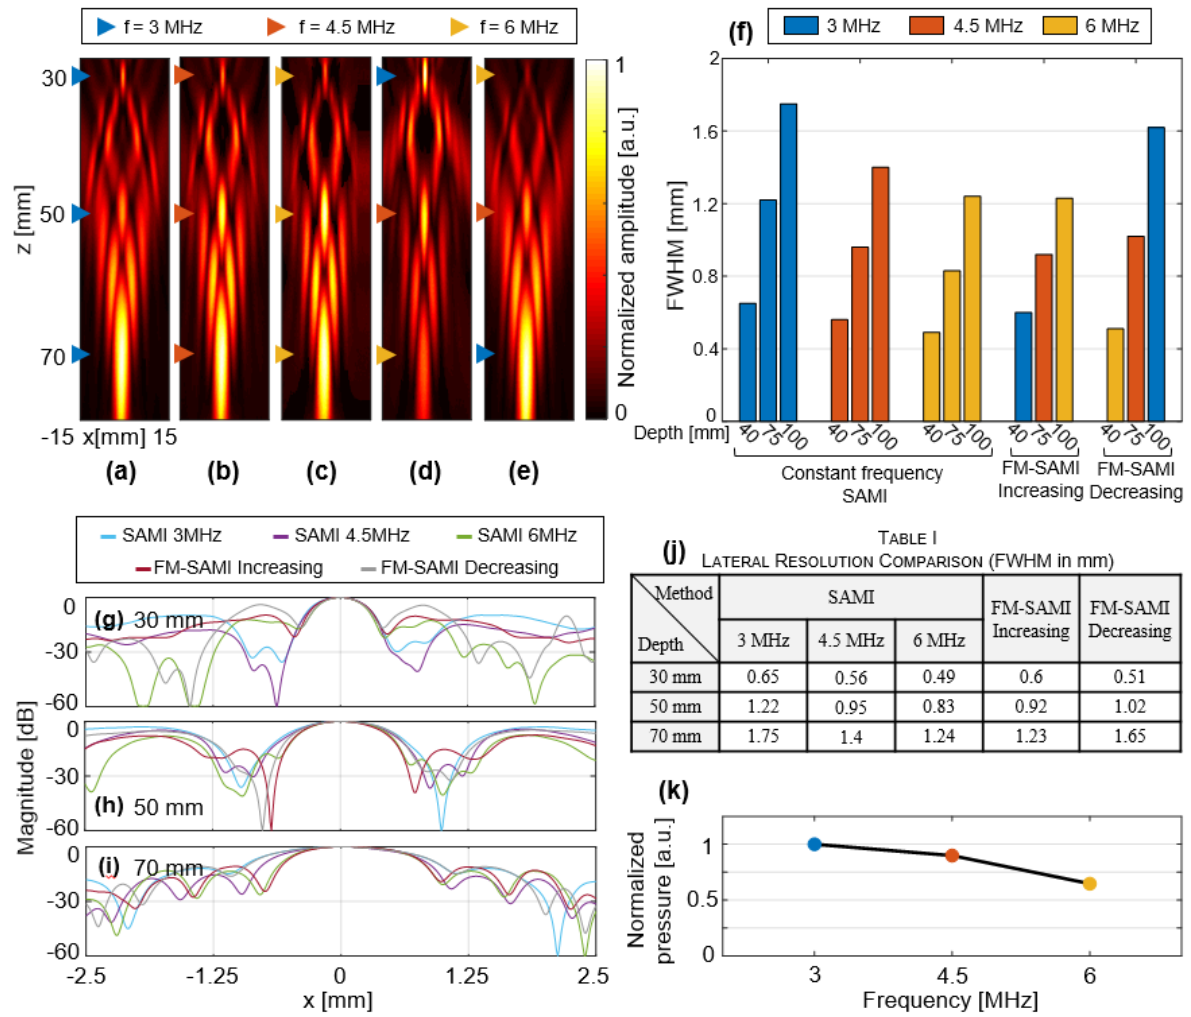 f = 3 MHz f = 4.5 MHz f = 6 MHz
30
50
70
z [mm]
-15 x[mm] 15
(a) (b) (c) (d) (e)
1
0
Normalized amplitude [a.u.]
(f)
3 MHz 4.5 MHz 6 MHz
2
1.6
1.2
0.8
0.4
0
FWHM [mm]
Depth [mm] 40 75 100 40 75 100 40 75 100 40 75 100 40 75 100
Constant frequency
SAMI
FM-SAMI
Increasing
FM-SAMI
Decreasing
SAMI 3MHz SAMI 4.5MHz SAMI 6MHz
FM-SAMI Increasing FM-SAMI Decreasing
0
(g) 30 mm
-30
-60
0
-30
(h) 50 mm
-60
0
(i) 70 mm
-30
-60
Magnitude [dB]
-2.5 -1.25 0 1.25 2.5
x [mm]
(j)
TABLE I
LATERAL RESOLUTION COMPARISON (FWHM in mm)
Method
Depth
SAMI
FM-SAMI
Increasing
FM-SAMI
Decreasing
3 MHz 4.5 MHz 6 MHz
30 mm 0.65 0.56 0.49 0.6 0.51
50 mm 1.22 0.95 0.83 0.92 1.02
70 mm 1.75 1.4 1.24 1.23 1.65
(k)
Normalized
pressure [a.u.]
1
0.5
0
3 4.5 6
Frequency [MHz]